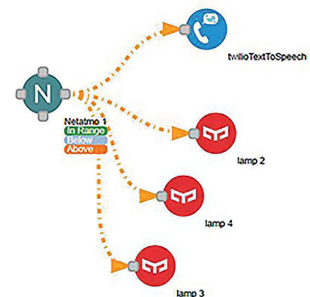 twilioTextToSpeech
N
Netatmo 1
In Range
Below
Above
lamp 2
lamp 4
lamp 3